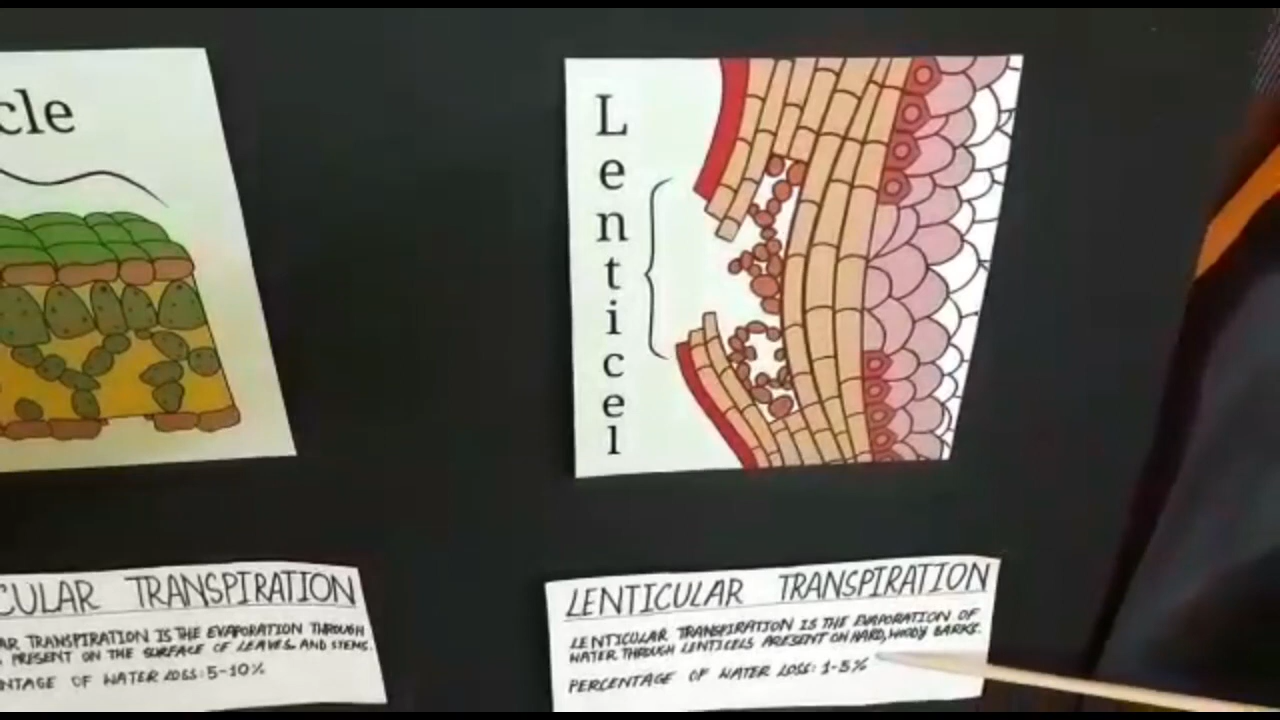 cle
Lenticel
CULAR TRANSPIRATION
AR TRANSPIRATION IS THE EVAPORATION THROUGH
PRESENT ON THE SURFACE OF LEAVES AND STEMS.
NTAGE OF WATER LOSS: 5-10%
LENTICULAR TRANSPIRATION
LENTICULAR TRANSPIRATION IS THE EVAPORATION OF
WATER THROUGH LENTICELS PRESENT ON HARD, WOODY BARKS.
PERCENTAGE OF WATER LOSS: 1-5%